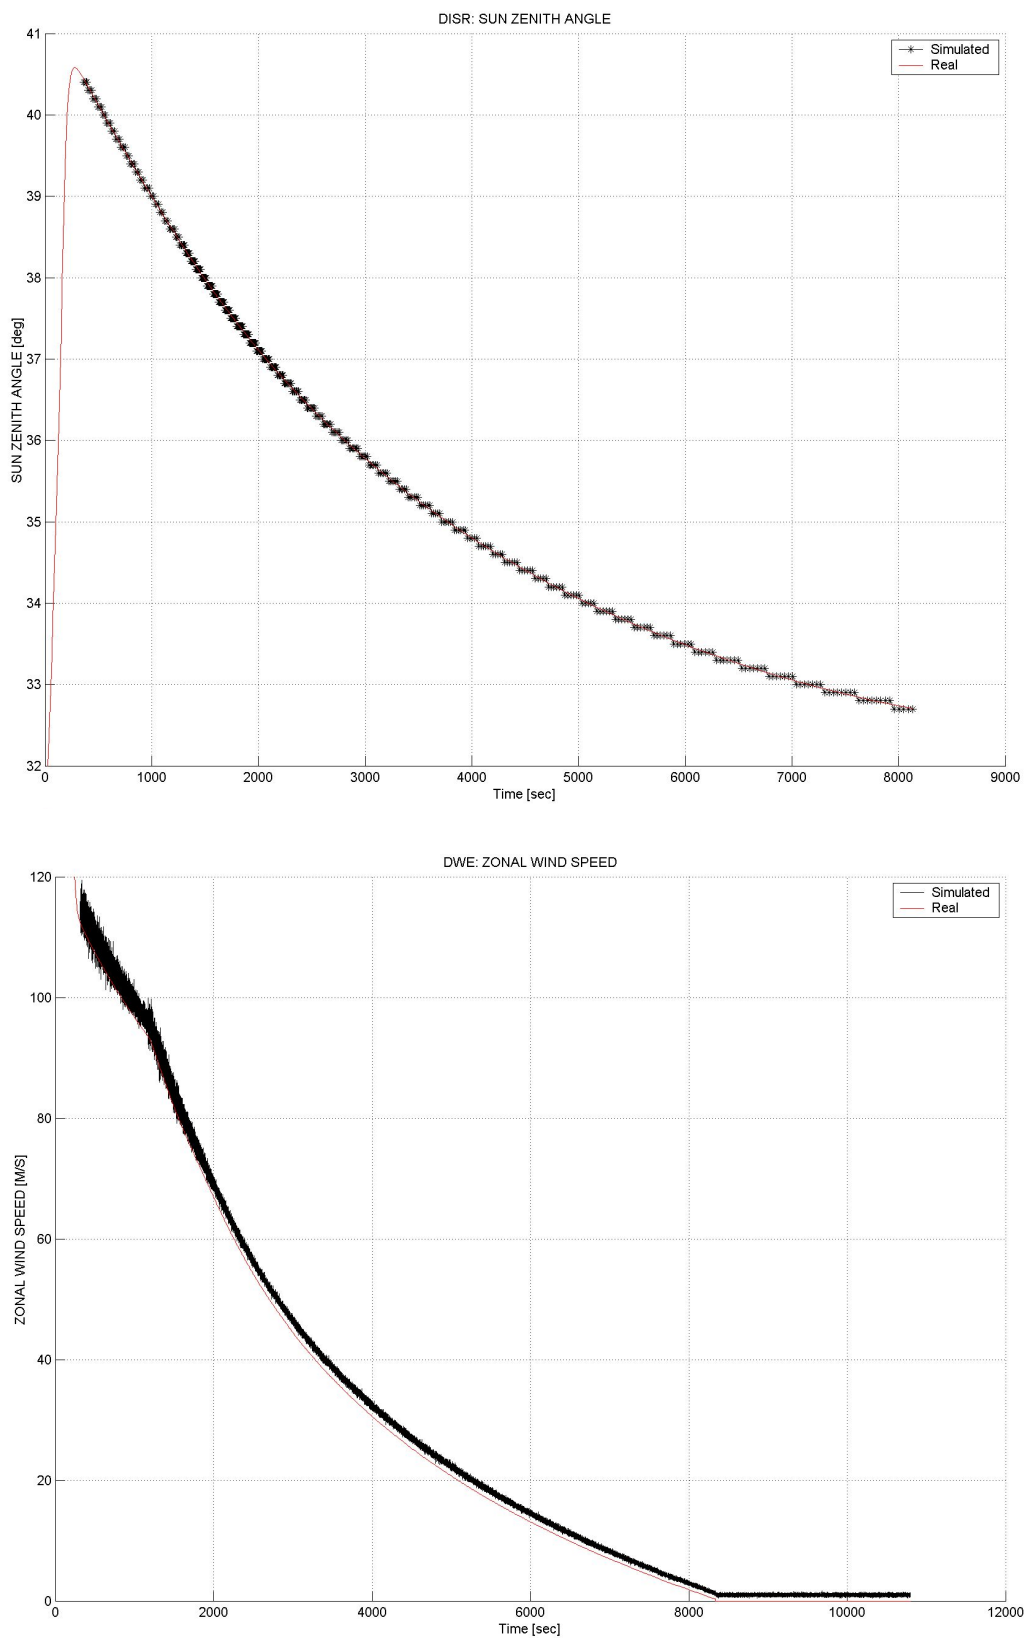 DISR: SUN ZENITH ANGLE
41
Simulated
Real
40
39
38
37
SUN ZENITH ANGLE [deg]
36
35
34
33
32
0 1000 2000 3000 4000 5000 6000 7000 8000 9000
Time [sec]
DWE: ZONAL WIND SPEED
120
Simulated
Real
100
80
ZONAL WIND SPEED [M/S]
60
40
20
0
0 2000 4000 6000 8000 10000 12000
Time [sec]